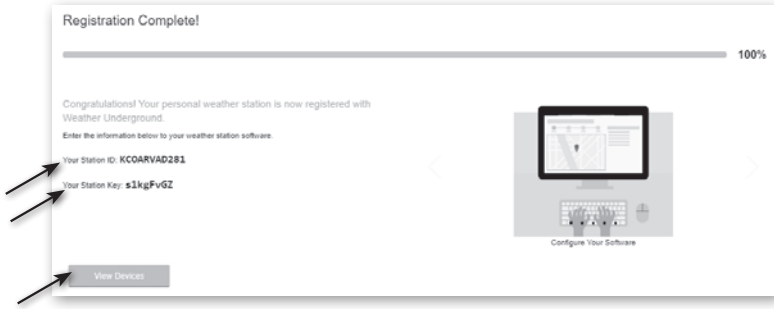 Registration Complete!
100%
Congratulations! Your personal weather station is now registered with
Weather Underground.
Enter the information below to your weather station software.
Your Station ID: KCOARVAD281
Your Station Key: s1kgFvGZ
Configure Your Software
View Devices